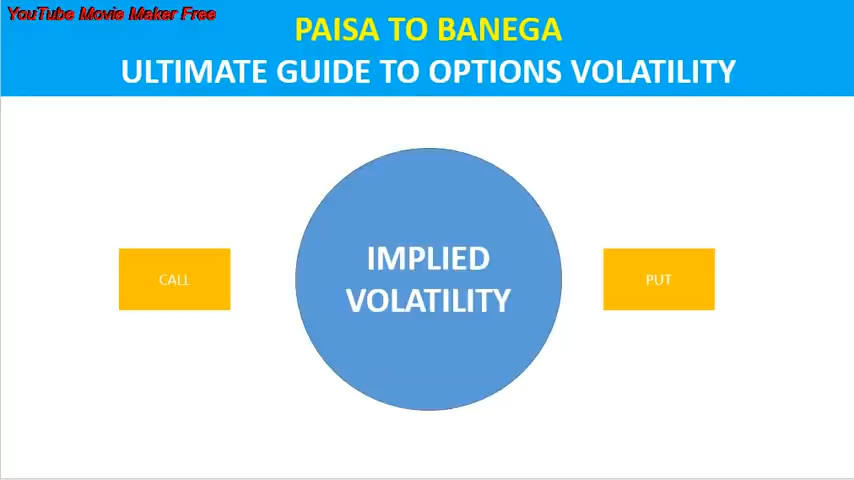 YouTube Movie Maker Free
PAISA TO BANEGA
ULTIMATE GUIDE TO OPTIONS VOLATILITY
CALL
IMPLIED
VOLATILITY
PUT